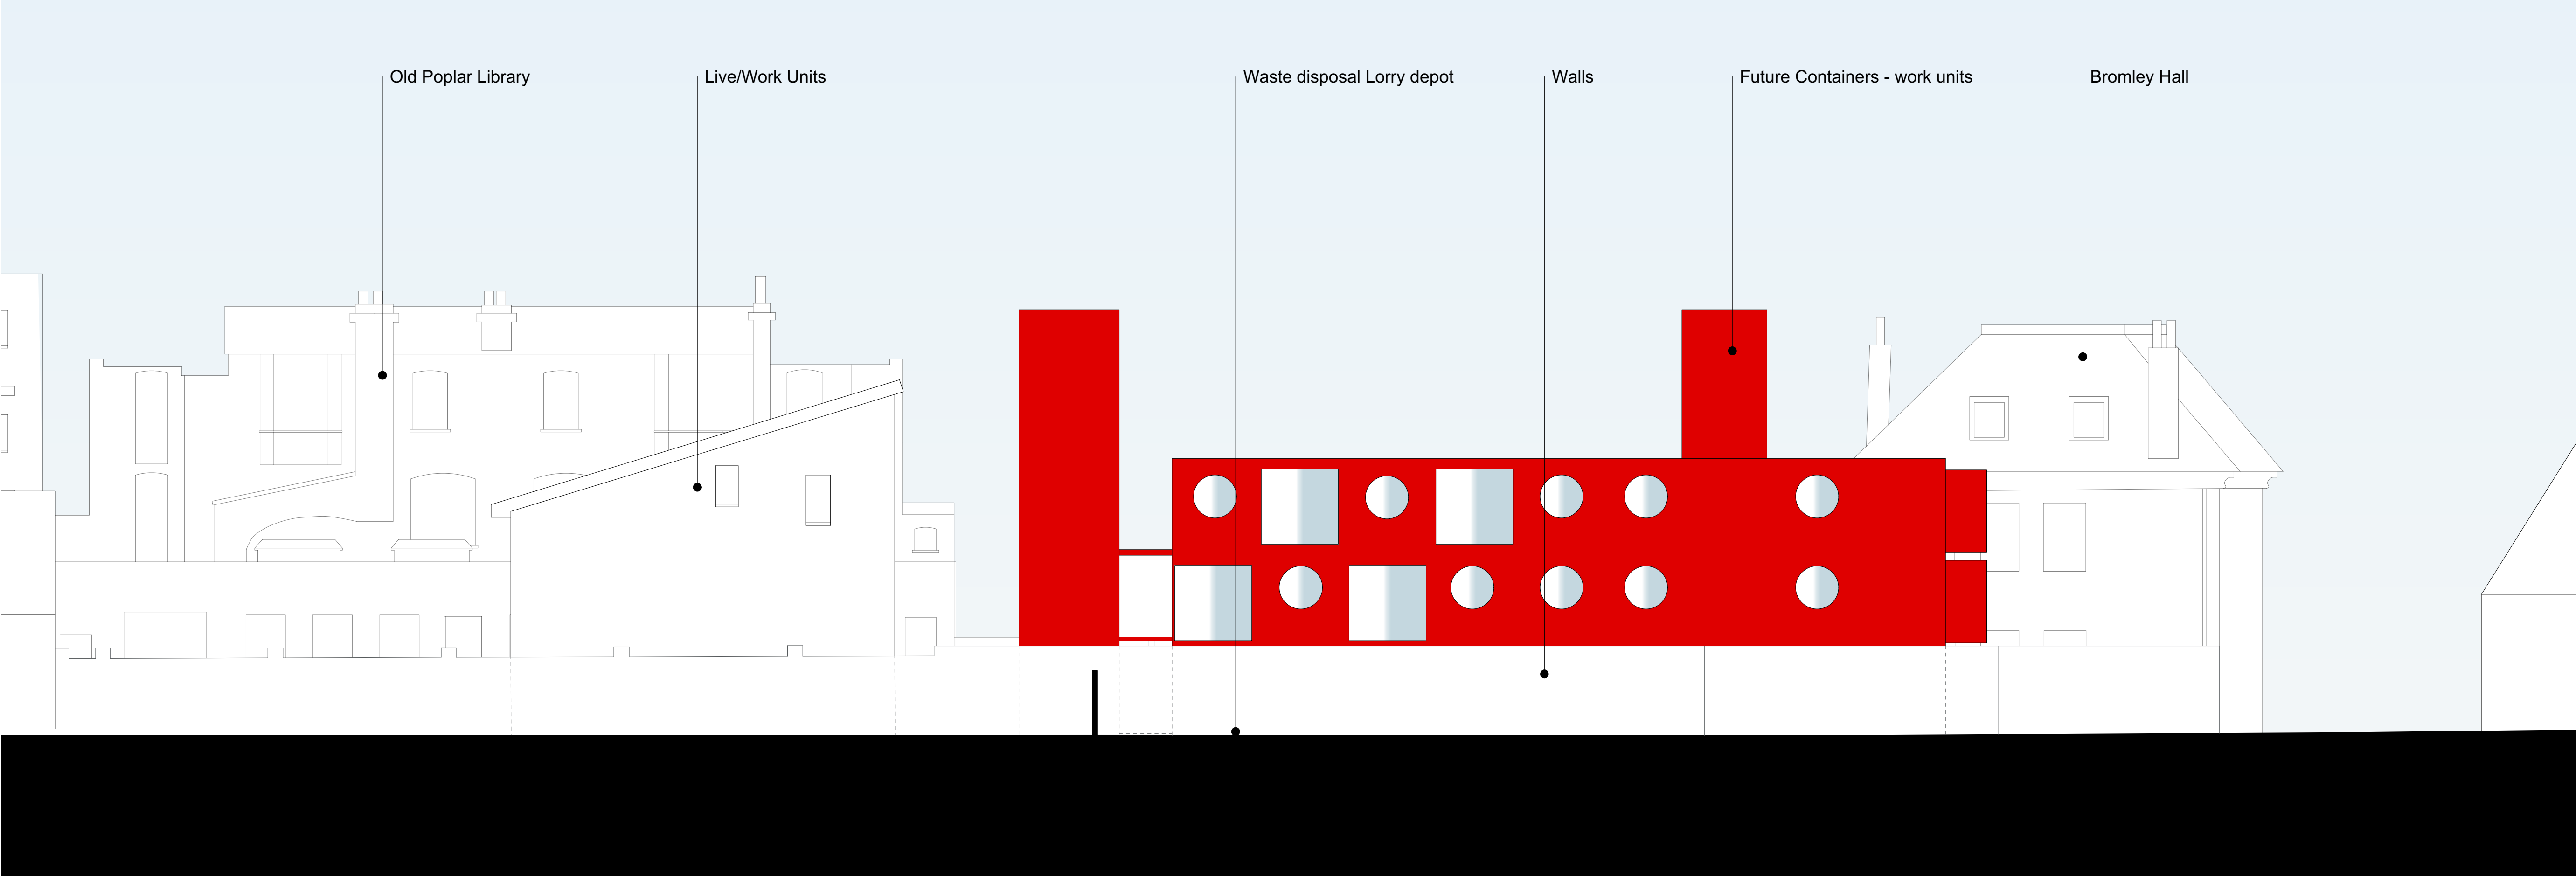 Old Poplar Library
Live/Work Units
Waste disposal Lorry depot
Walls
Future Containers - work units
Bromley Hall